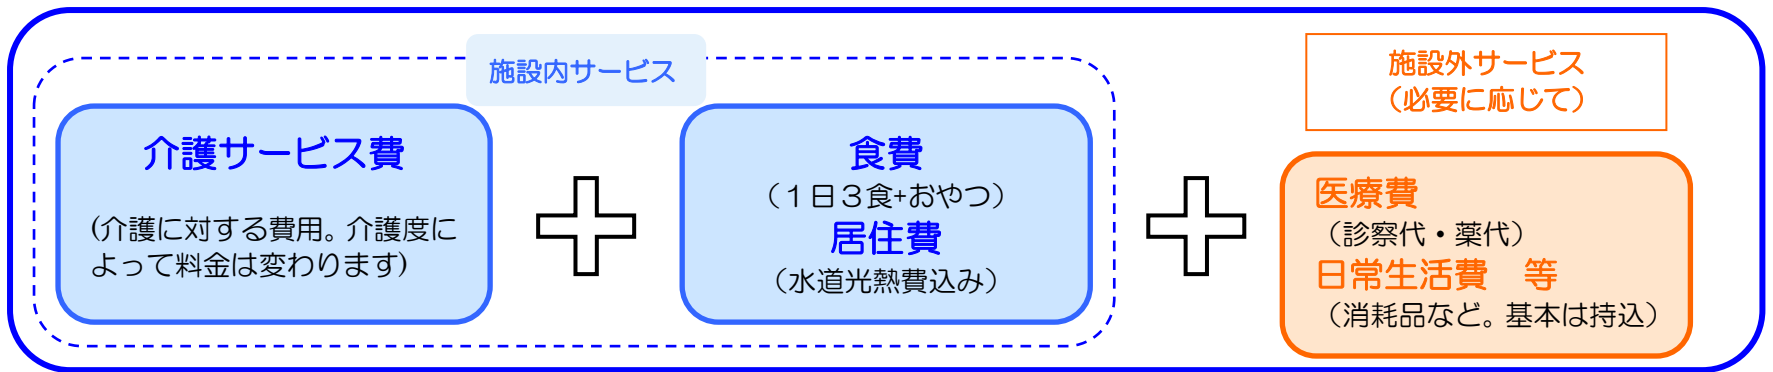 施設内サービス
介護サービス費
(介護に対する費用。介護度に
よって料金は変わります)
食費
（１日３食+おやつ）
居住費
（水道光熱費込み）
施設外サービス
（必要に応じて）
医療費
（診察代・薬代）
日常生活費　等
（消耗品など。基本は持込）